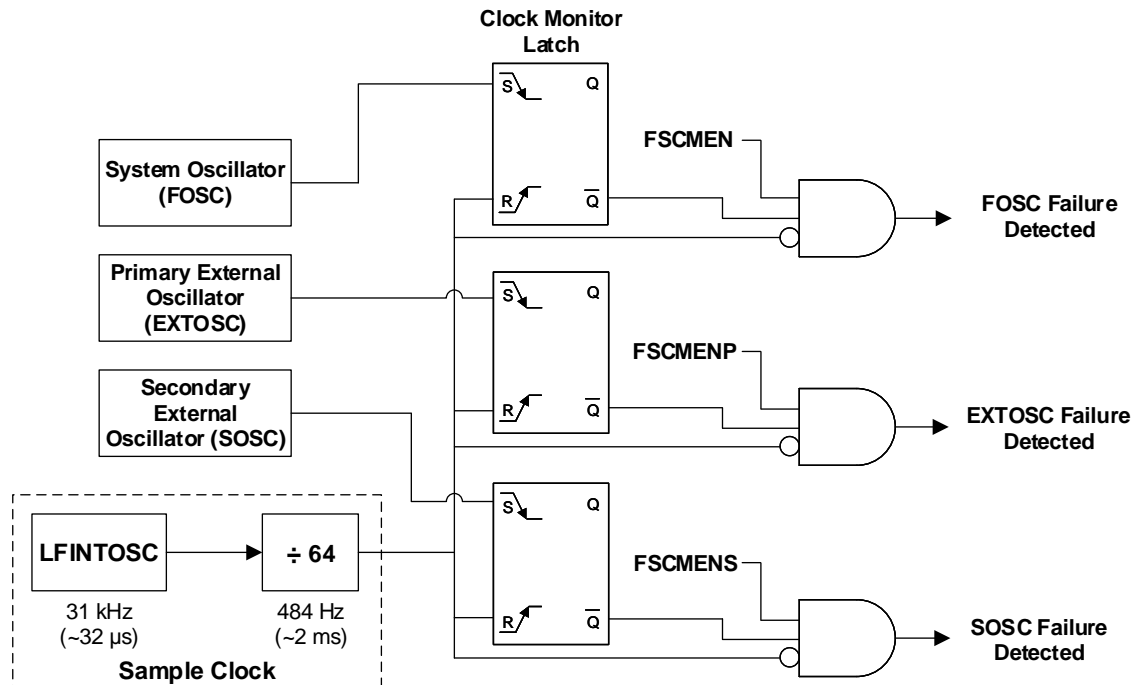 Clock Monitor
Latch
S
Q
R
Q
System Oscillator
(FOSC)
FSCMEN
FOSC Failure
Detected
Primary External
Oscillator
(EXTOSC)
S
Q
R
Q
FSCMENP
EXTOSC Failure
Detected
Secondary
External
Oscillator (SOSC)
S
Q
R
Q
FSCMENS
SOSC Failure
Detected
LFINTOSC
÷ 64
31 kHz
(~32 µs)
484 Hz
(~2 ms)
Sample Clock